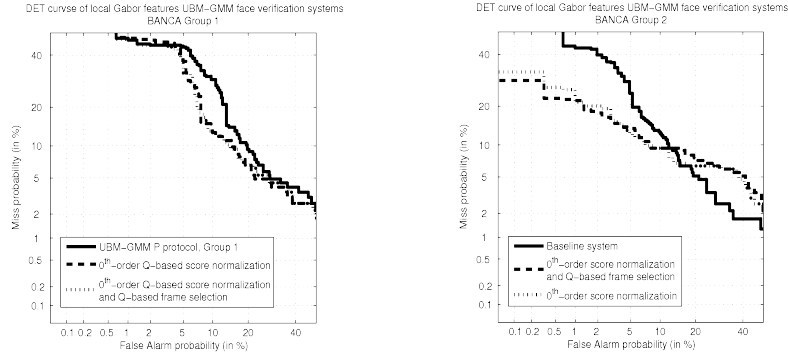 DET curvse of local Gabor features UBM-GMM face verification systems
BANCA Group 1
Miss probability (in %)
40
20
10
5
2
1
0.5
0.2
0.1
UBM-GMM P protocol, Group 1
0th-order Q-based score normalization
0th-order Q-based score normalization
and Q-based frame selection
0.1 0.2 0.5 1 2 5 10 20 40
False Alarm probability (in %)
DET curvse of local Gabor features UBM-GMM face verification systems
BANCA Group 2
Miss probability (in %)
40
20
10
5
2
1
0.5
0.2
0.1
Baseline system
0th-order score normalization
and Q-based frame selection
0th-order score normalizatioin
0.1 0.2 0.5 1 2 5 10 20 40
False Alarm probability (in %)